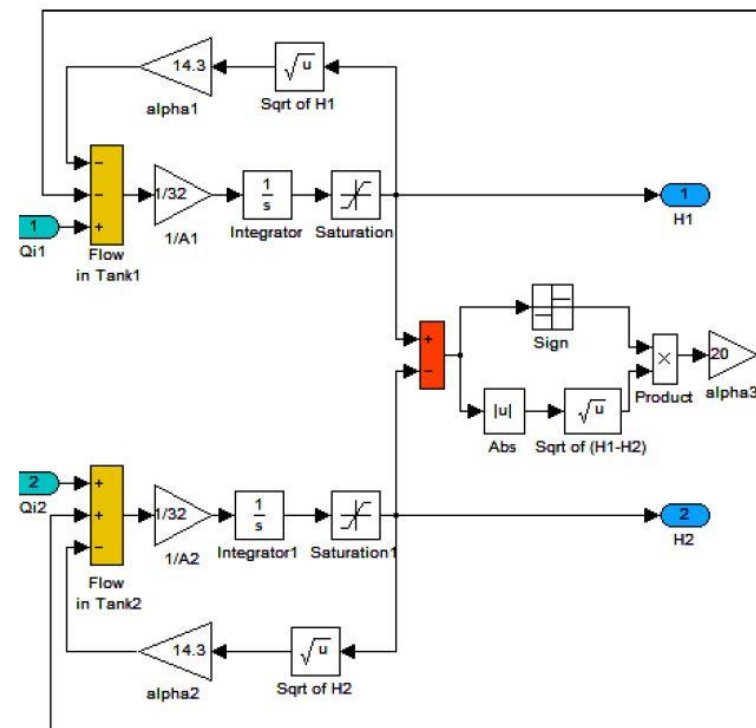 14.3
alpha1
√u
Sqrt of H1
−
−
+
1
Qi1
Flow
in Tank1
1/32
1/A1
1
s
Integrator
Saturation
1
H1
+
−
Sign
|u|
Abs
√u
Sqrt of (H1-H2)
×
Product
20
alpha3
2
Qi2
+
+
−
Flow
in Tank2
1/32
1/A2
1
s
Integrator1
Saturation1
2
H2
14.3
alpha2
√u
Sqrt of H2